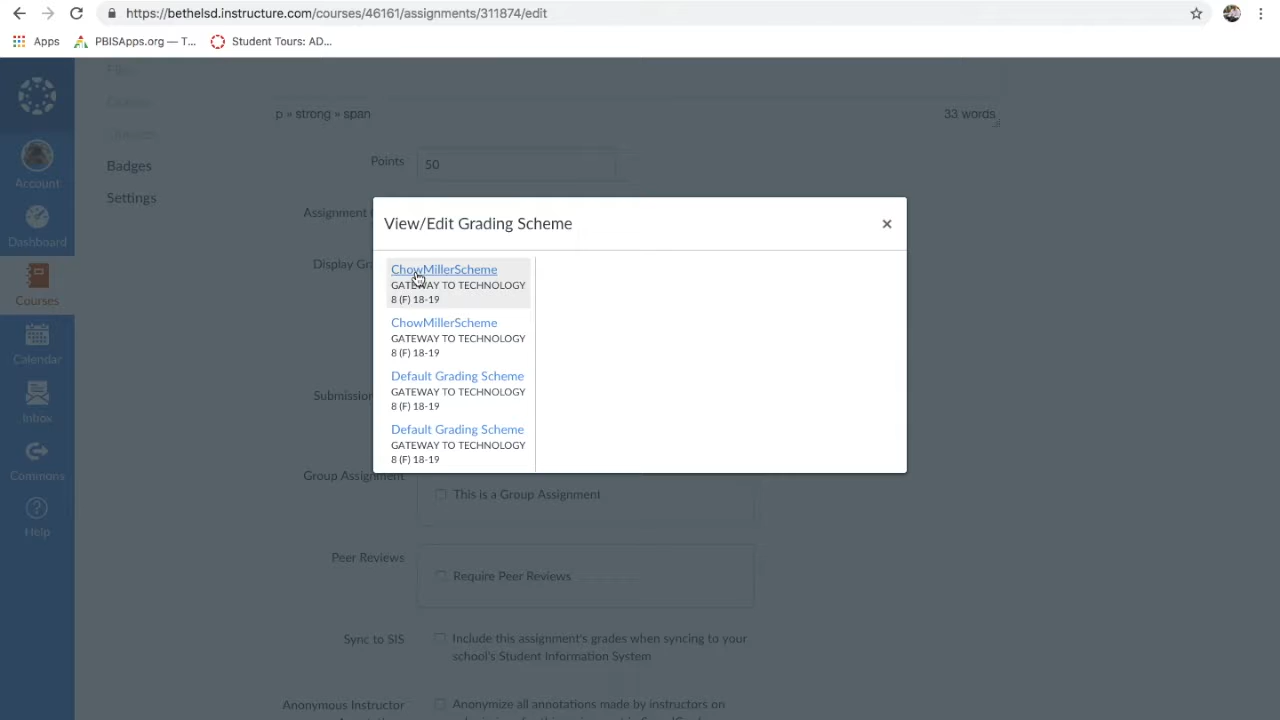 https://bethelsd.instructure.com/courses/46161/assignments/311874/edit
Apps
PBISApps.org — T...
Student Tours: AD...
Account
Dashboard
Courses
Calendar
Inbox
Commons
Help
Badges
Settings
p » strong » span
33 words
Points
50
Assignment
Display Gr
View/Edit Grading Scheme
×
ChowMillerScheme
GATEWAY TO TECHNOLOGY
8 (F) 18-19
ChowMillerScheme
GATEWAY TO TECHNOLOGY
8 (F) 18-19
Default Grading Scheme
GATEWAY TO TECHNOLOGY
8 (F) 18-19
Default Grading Scheme
GATEWAY TO TECHNOLOGY
8 (F) 18-19
Submission
Group Assignment
This is a Group Assignment
Peer Reviews
Require Peer Reviews
Sync to SIS
Include this assignment's grades when syncing to your
school's Student Information System
Anonymous Instructor
Anonymize all annotations made by instructors on